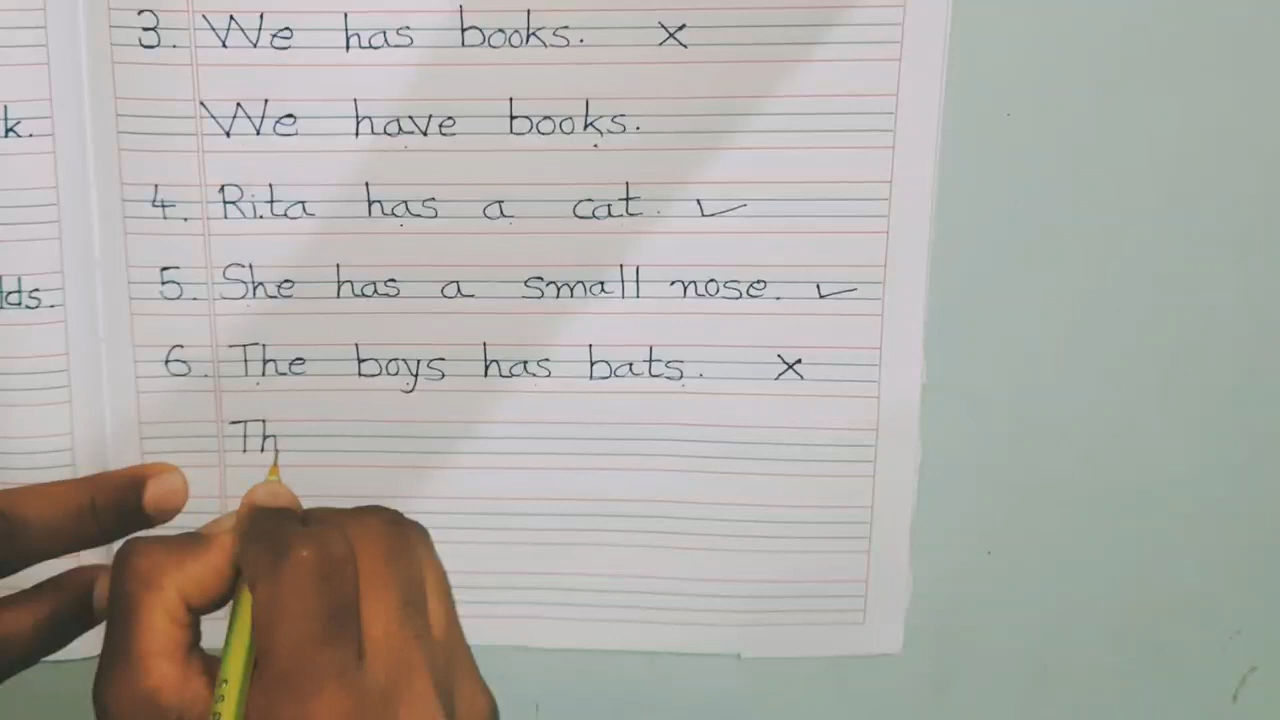 3. We has books. ×
k.
We have books.
4. Rita has a cat. ✓
5. She has a small nose. ✓
ds.
6. The boys has bats. ×
Th